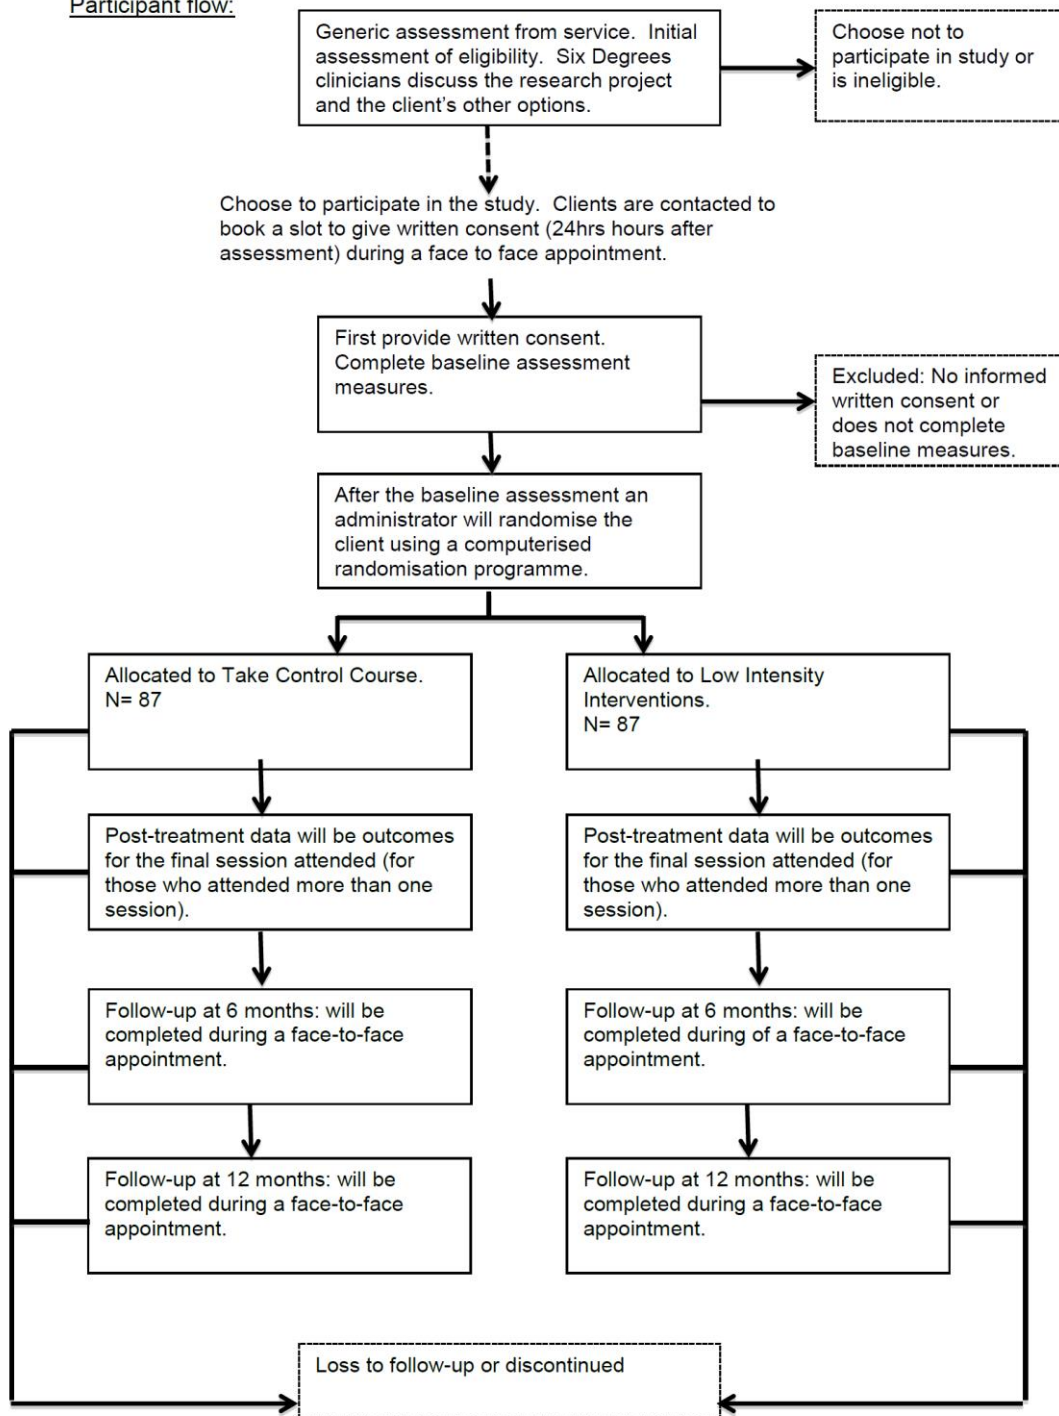 Participant flow:
Generic assessment from service. Initial
assessment of eligibility. Six Degrees
clinicians discuss the research project
and the client's other options.
Choose not to
participate in study or
is ineligible.
Choose to participate in the study. Clients are contacted to
book a slot to give written consent (24hrs hours after
assessment) during a face to face appointment.
First provide written consent.
Complete baseline assessment
measures.
Excluded: No informed
written consent or
does not complete
baseline measures.
After the baseline assessment an
administrator will randomise the
client using a computerised
randomisation programme.
Allocated to Take Control Course.
N= 87
Allocated to Low Intensity
Interventions.
N= 87
Post-treatment data will be outcomes
for the final session attended (for
those who attended more than one
session).
Post-treatment data will be outcomes
for the final session attended (for
those who attended more than one
session).
Follow-up at 6 months: will be
completed during a face-to-face
appointment.
Follow-up at 6 months: will be
completed during of a face-to-face
appointment.
Follow-up at 12 months: will be
completed during a face-to-face
appointment.
Follow-up at 12 months: will be
completed during a face-to-face
appointment.
Loss to follow-up or discontinued